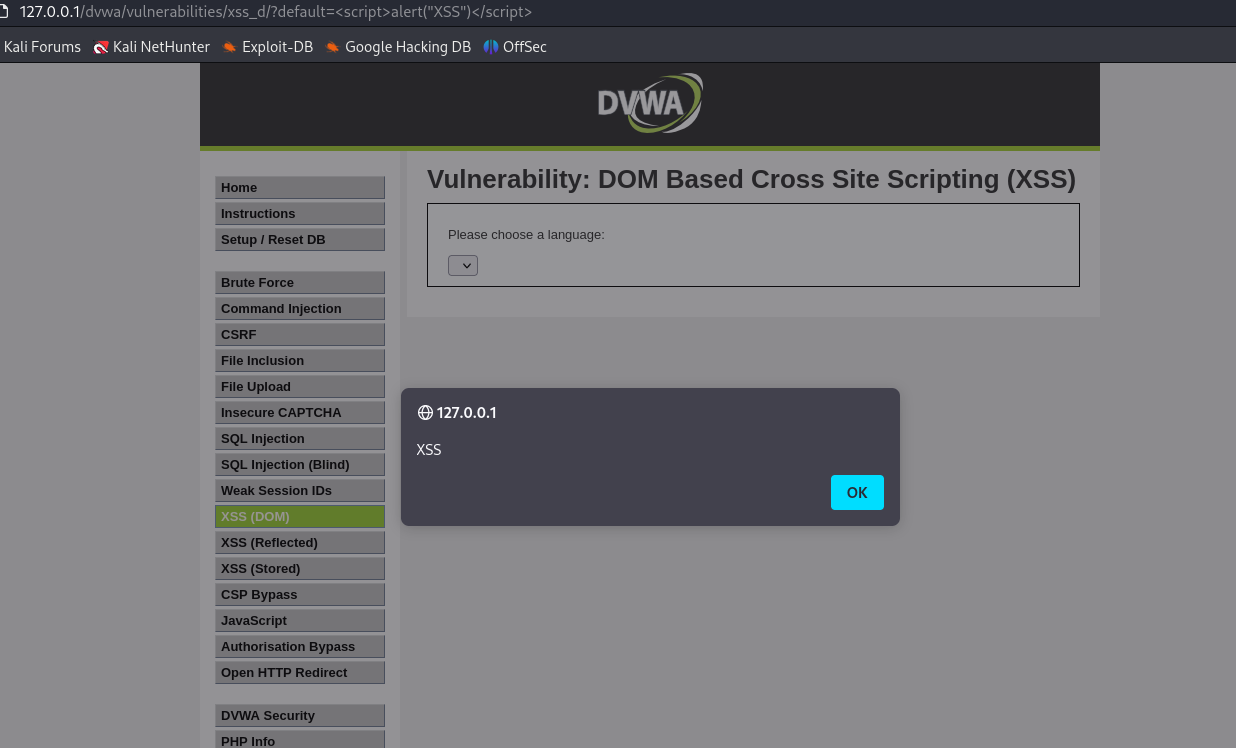 127.0.0.1/dvwa/vulnerabilities/xss_d/?default=<script>alert("XSS")</script>
Kali Forums Kali NetHunter Exploit-DB Google Hacking DB OffSec
DVWA
Vulnerability: DOM Based Cross Site Scripting (XSS)
Please choose a language:
Home
Instructions
Setup / Reset DB
Brute Force
Command Injection
CSRF
File Inclusion
File Upload
Insecure CAPTCHA
SQL Injection
SQL Injection (Blind)
Weak Session IDs
XSS (DOM)
XSS (Reflected)
XSS (Stored)
CSP Bypass
JavaScript
Authorisation Bypass
Open HTTP Redirect
DVWA Security
PHP Info
127.0.0.1
XSS
OK